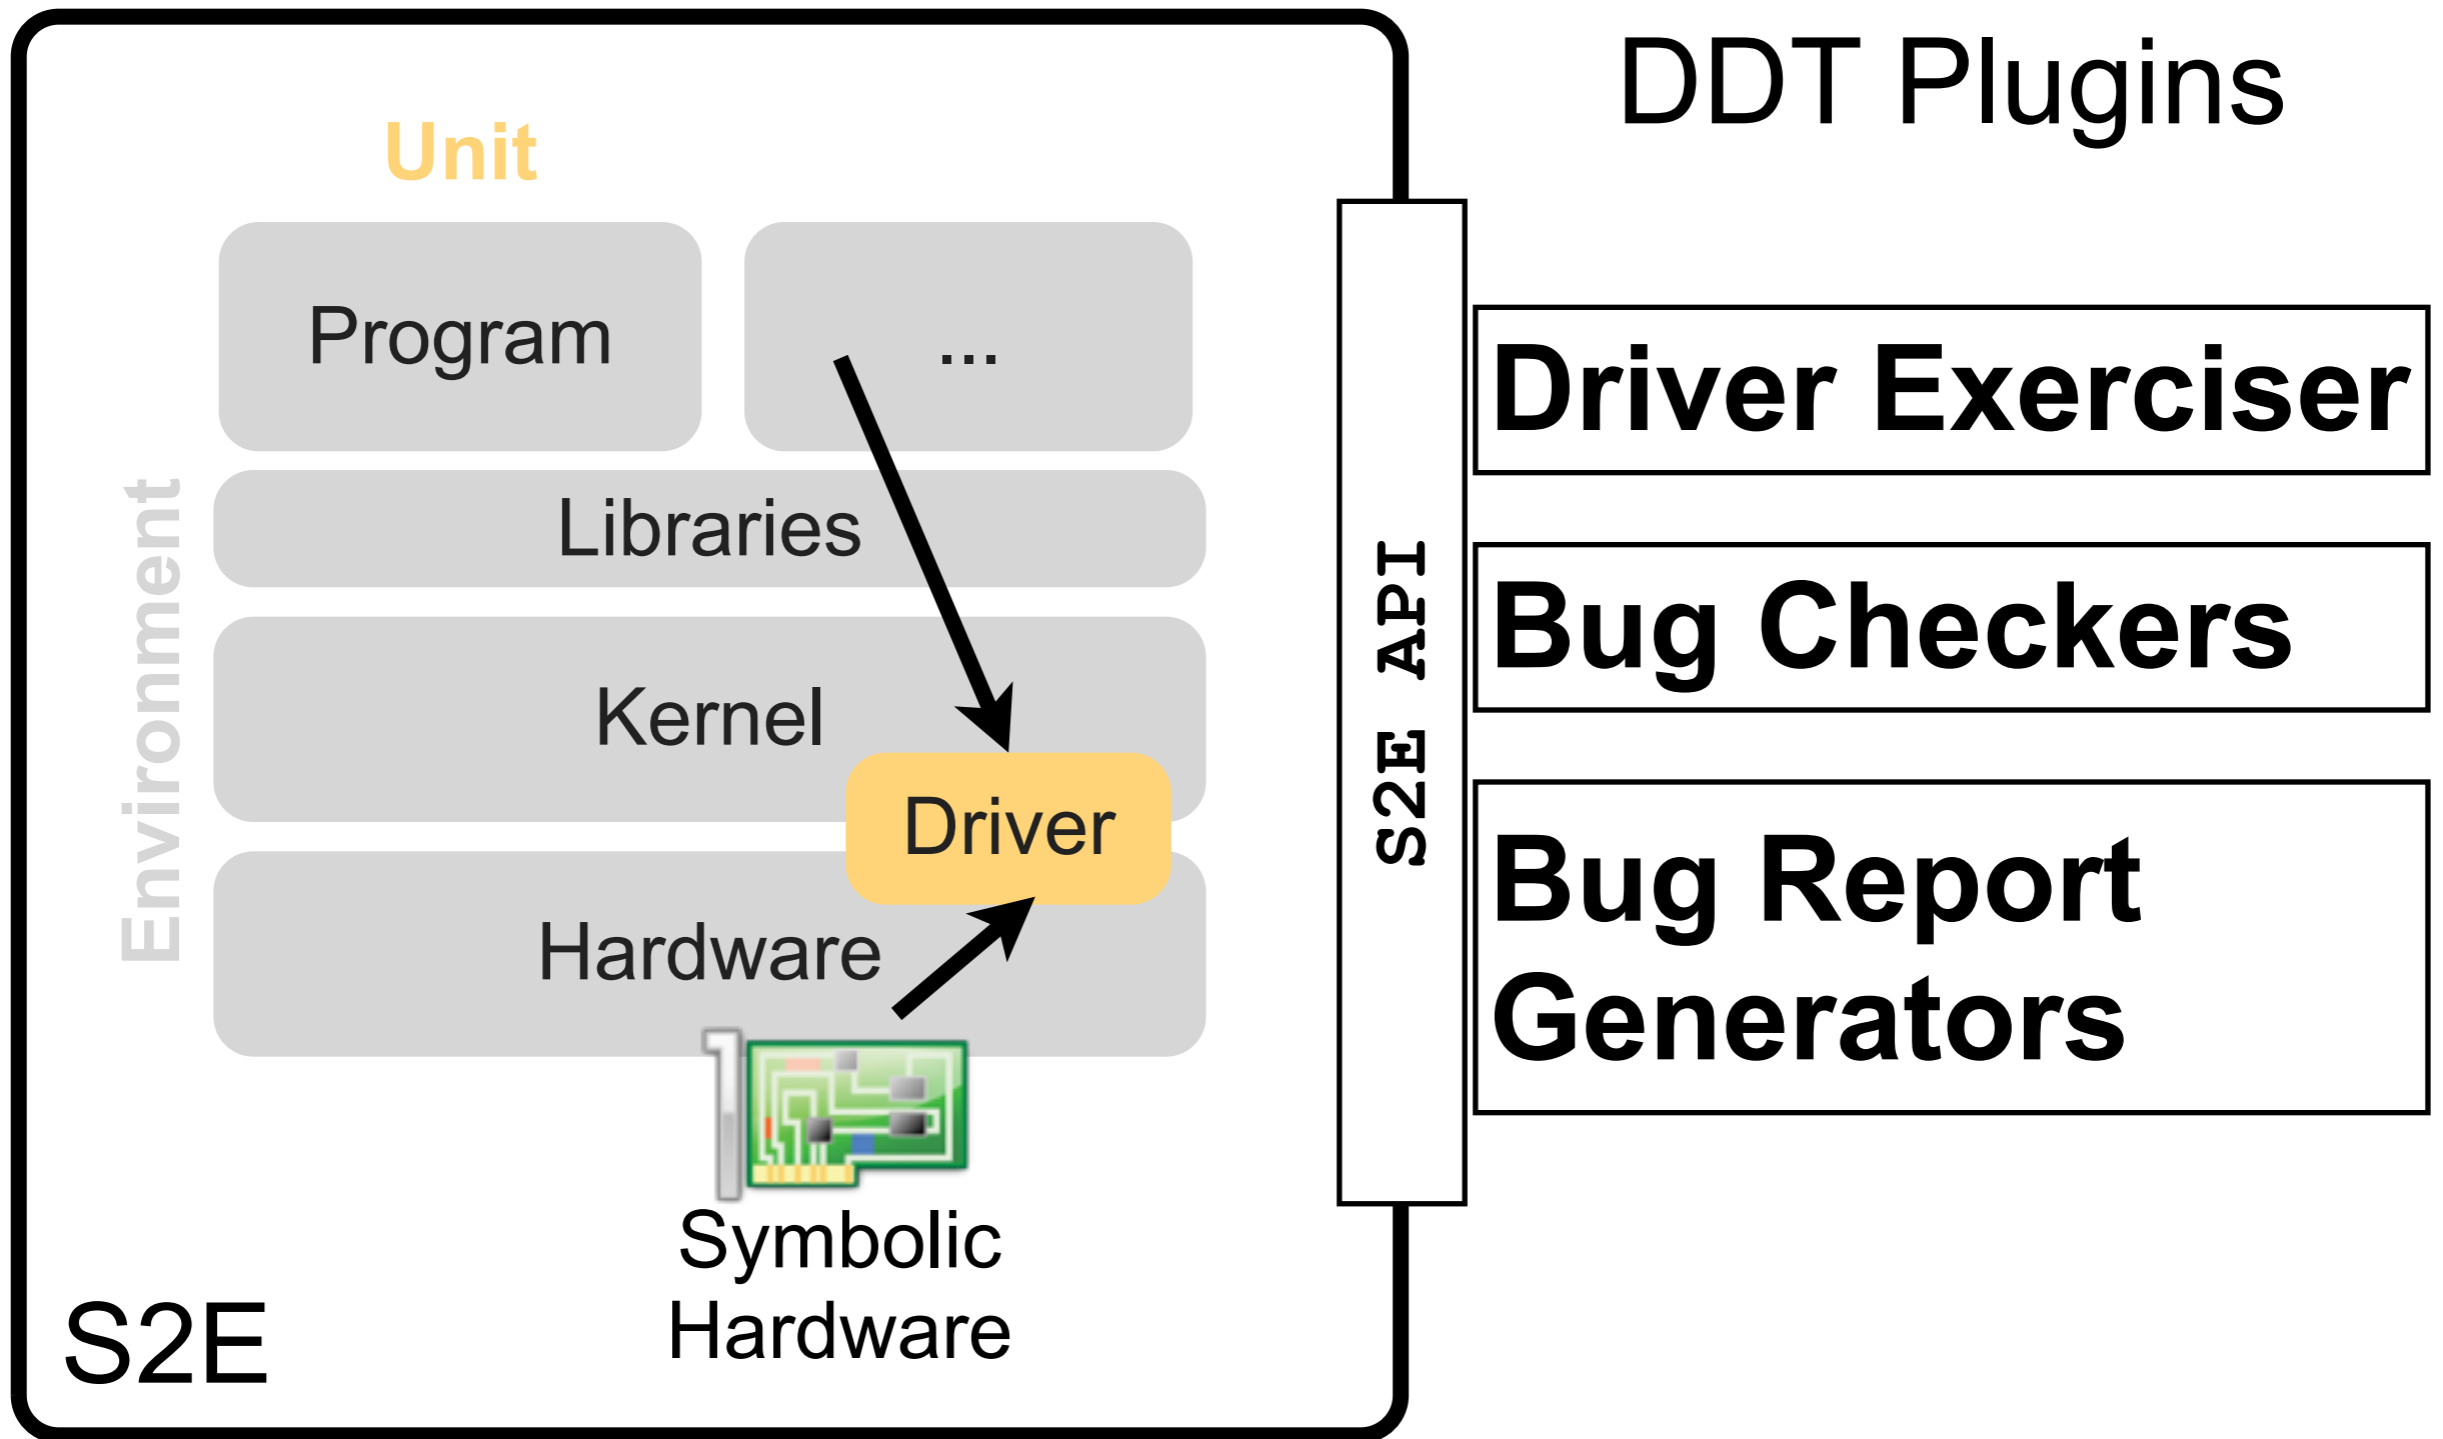 DDT Plugins
Unit
Program
...
Libraries
Kernel
Driver
Hardware
Environment
Symbolic
Hardware
S2E
S2E API
Driver Exerciser
Bug Checkers
Bug Report
Generators